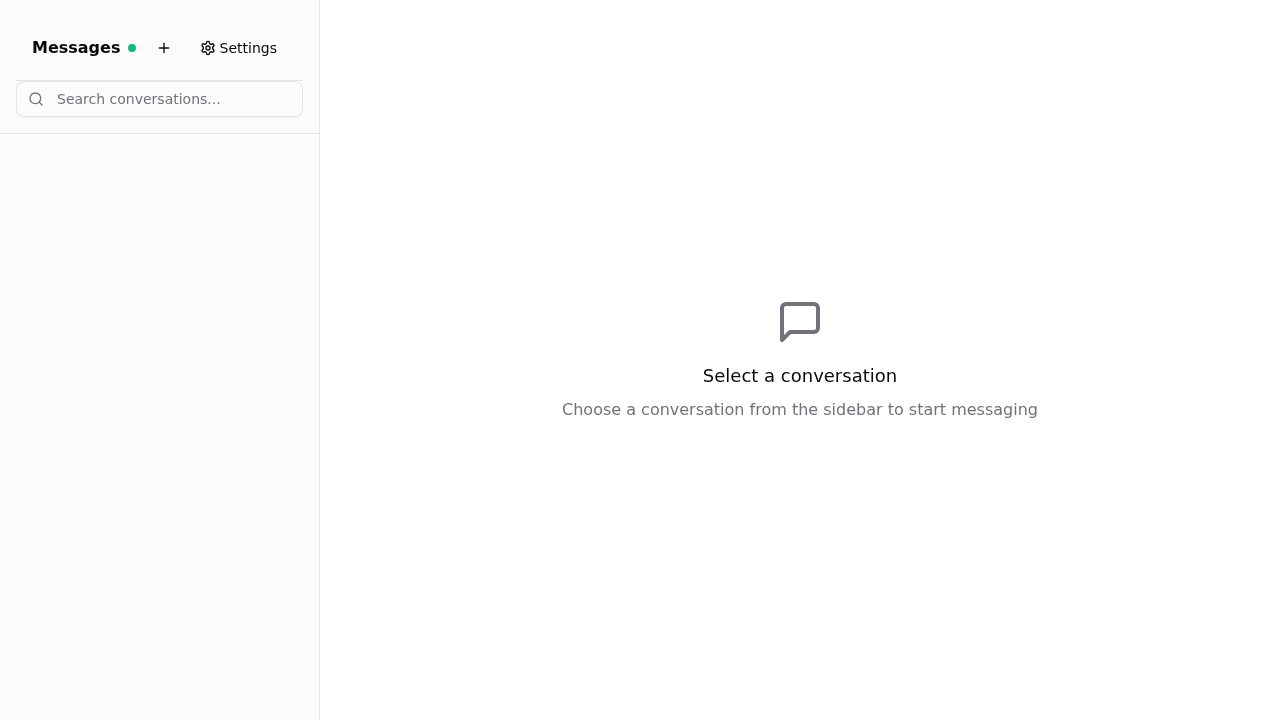 Messages
Settings
Search conversations...
Select a conversation
Choose a conversation from the sidebar to start messaging